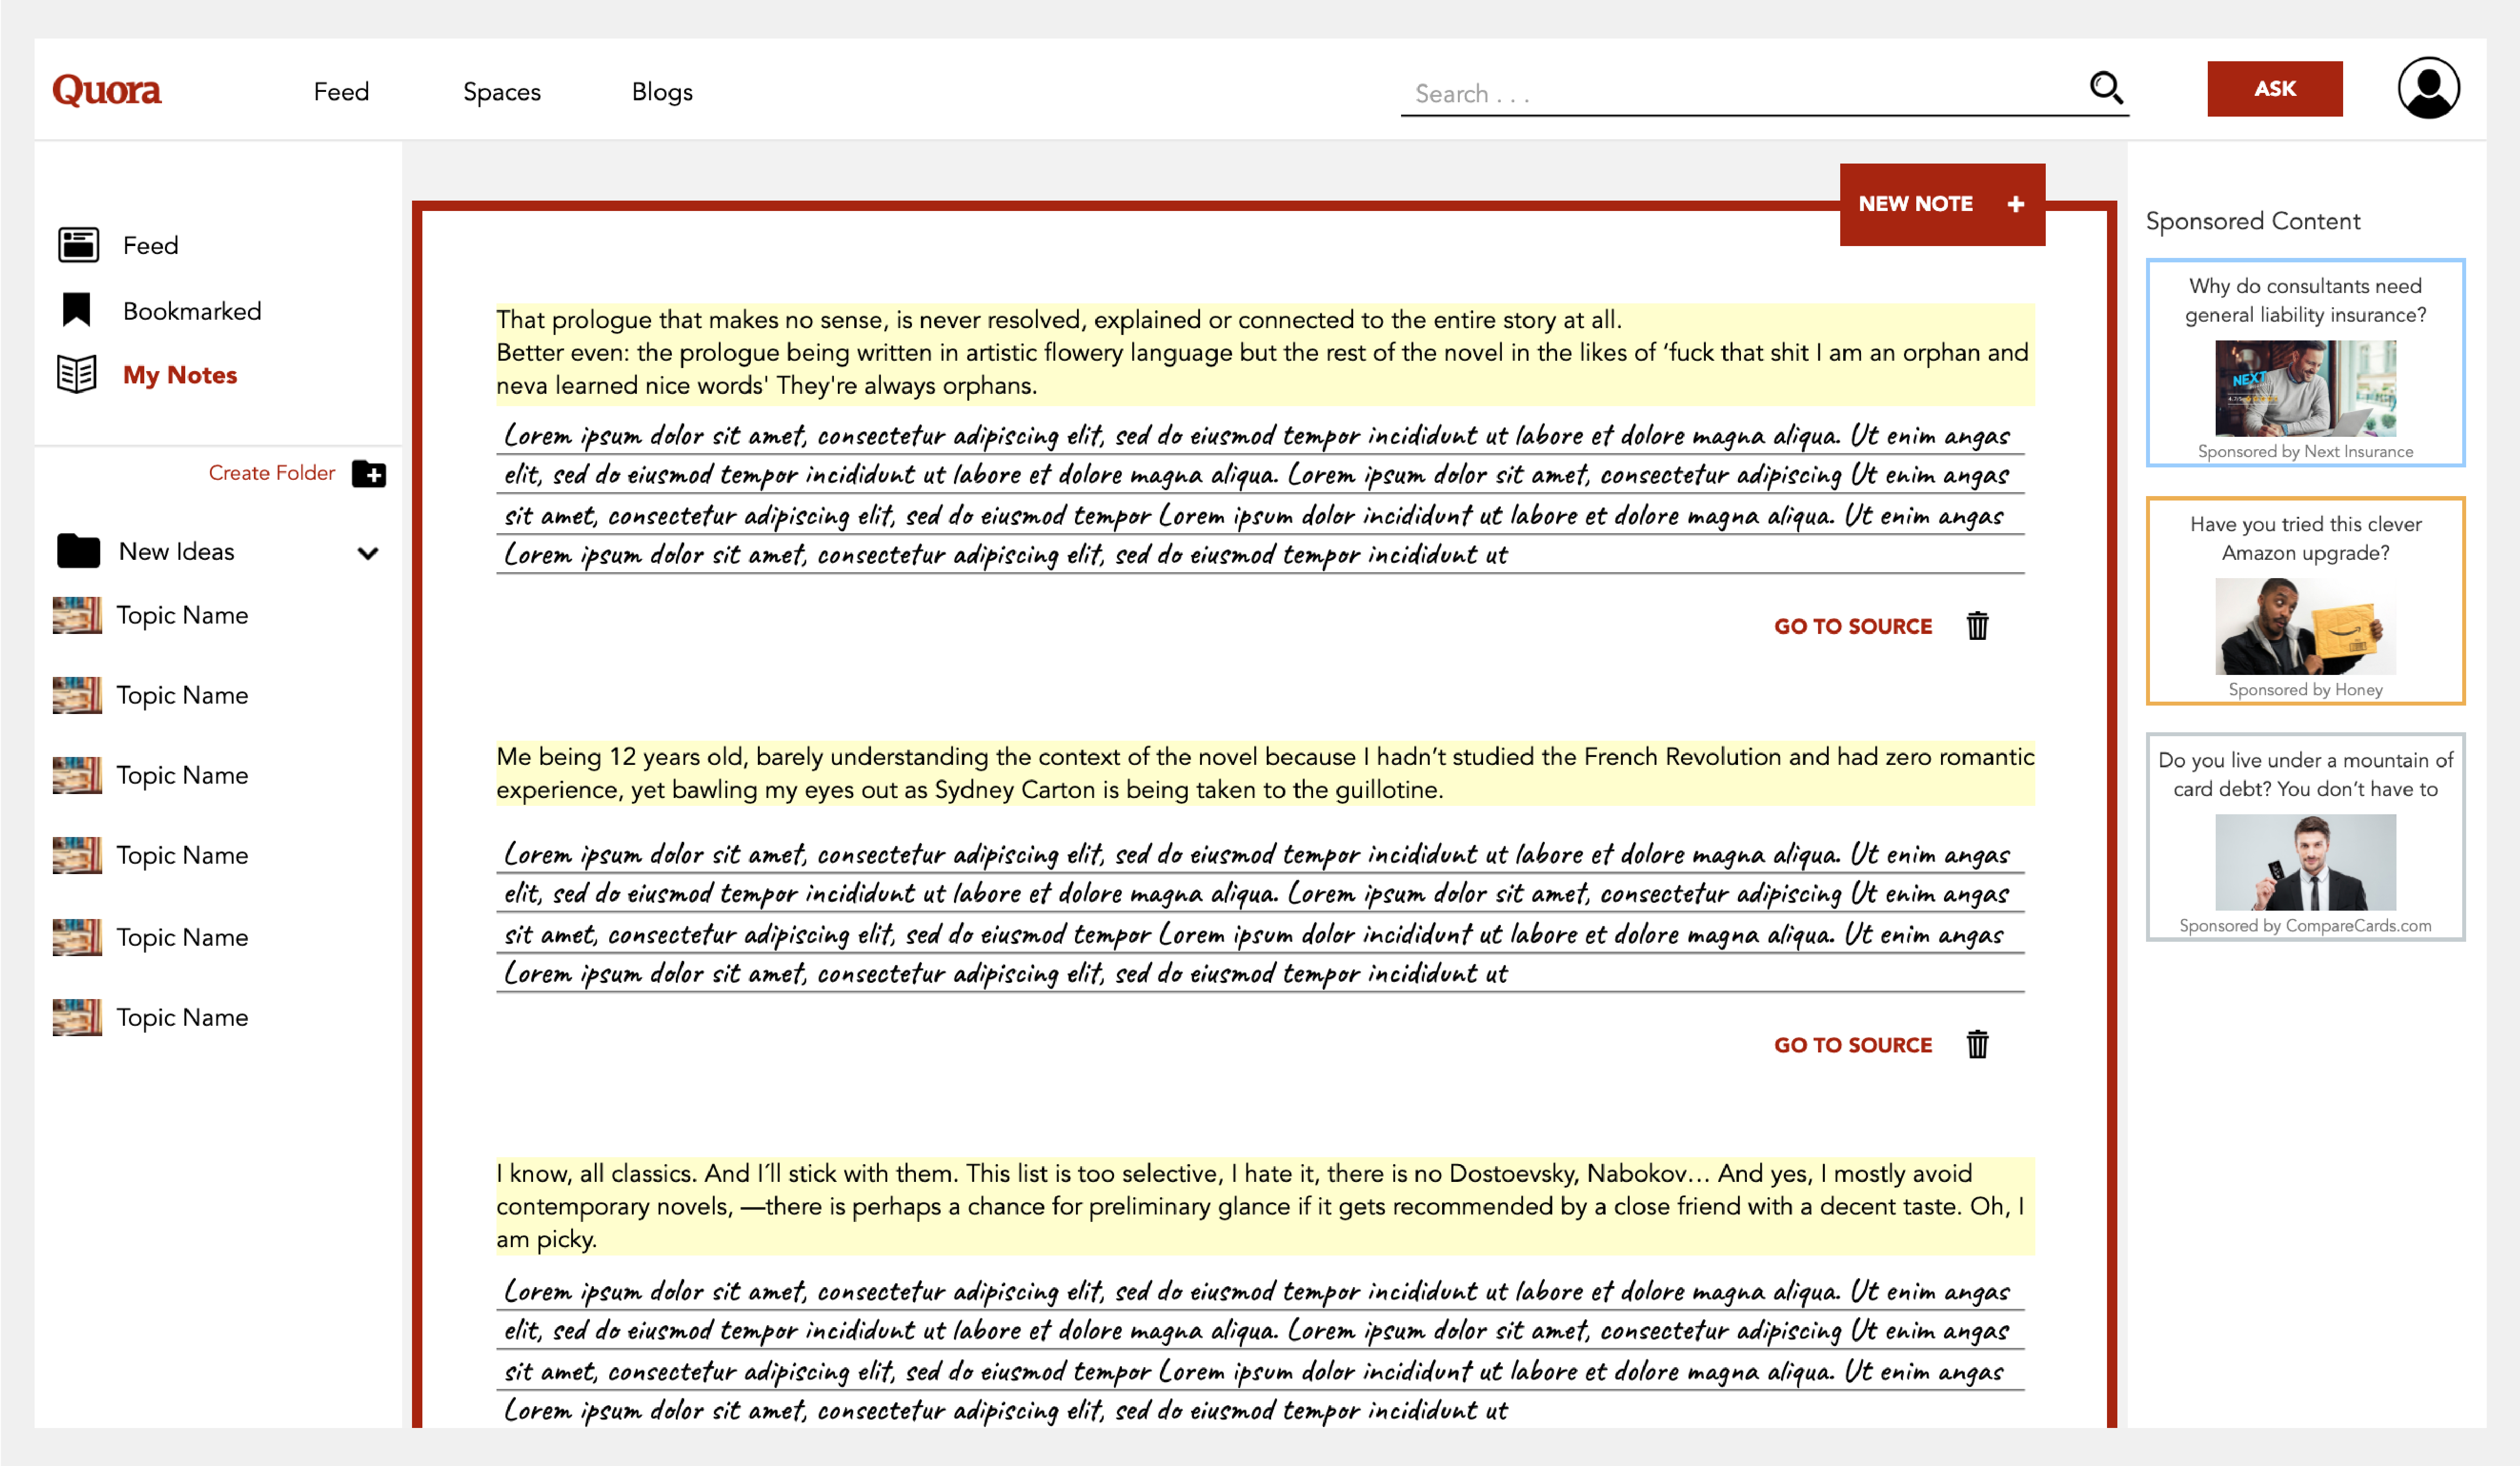 Quora
Feed
Spaces
Blogs
Search . . .
ASK
Feed
Bookmarked
My Notes
Create Folder
New Ideas
Topic Name
Topic Name
Topic Name
Topic Name
Topic Name
Topic Name
NEW NOTE +
That prologue that makes no sense, is never resolved, explained or connected to the entire story at all.
Better even: the prologue being written in artistic flowery language but the rest of the novel in the likes of ‘fuck that shit I am an orphan and
neva learned nice words' They're always orphans.
Lorem ipsum dolor sit amet, consectetur adipiscing elit, sed do eiusmod tempor incididunt ut labore et dolore magna aliqua. Ut enim angas
elit, sed do eiusmod tempor incididunt ut labore et dolore magna aliqua. Lorem ipsum dolor sit amet, consectetur adipiscing Ut enim angas
sit amet, consectetur adipiscing elit, sed do eiusmod tempor Lorem ipsum dolor incididunt ut labore et dolore magna aliqua. Ut enim angas
Lorem ipsum dolor sit amet, consectetur adipiscing elit, sed do eiusmod tempor incididunt ut
GO TO SOURCE
Me being 12 years old, barely understanding the context of the novel because I hadn’t studied the French Revolution and had zero romantic
experience, yet bawling my eyes out as Sydney Carton is being taken to the guillotine.
Lorem ipsum dolor sit amet, consectetur adipiscing elit, sed do eiusmod tempor incididunt ut labore et dolore magna aliqua. Ut enim angas
elit, sed do eiusmod tempor incididunt ut labore et dolore magna aliqua. Lorem ipsum dolor sit amet, consectetur adipiscing Ut enim angas
sit amet, consectetur adipiscing elit, sed do eiusmod tempor Lorem ipsum dolor incididunt ut labore et dolore magna aliqua. Ut enim angas
Lorem ipsum dolor sit amet, consectetur adipiscing elit, sed do eiusmod tempor incididunt ut
GO TO SOURCE
I know, all classics. And I´ll stick with them. This list is too selective, I hate it, there is no Dostoevsky, Nabokov… And yes, I mostly avoid
contemporary novels, —there is perhaps a chance for preliminary glance if it gets recommended by a close friend with a decent taste. Oh, I
am picky.
Lorem ipsum dolor sit amet, consectetur adipiscing elit, sed do eiusmod tempor incididunt ut labore et dolore magna aliqua. Ut enim angas
elit, sed do eiusmod tempor incididunt ut labore et dolore magna aliqua. Lorem ipsum dolor sit amet, consectetur adipiscing Ut enim angas
sit amet, consectetur adipiscing elit, sed do eiusmod tempor Lorem ipsum dolor incididunt ut labore et dolore magna aliqua. Ut enim angas
Lorem ipsum dolor sit amet, consectetur adipiscing elit, sed do eiusmod tempor incididunt ut
Sponsored Content
Why do consultants need
general liability insurance?
NEXT
Sponsored by Next Insurance
Have you tried this clever
Amazon upgrade?
Sponsored by Honey
Do you live under a mountain of
card debt? You don’t have to
Sponsored by CompareCards.com